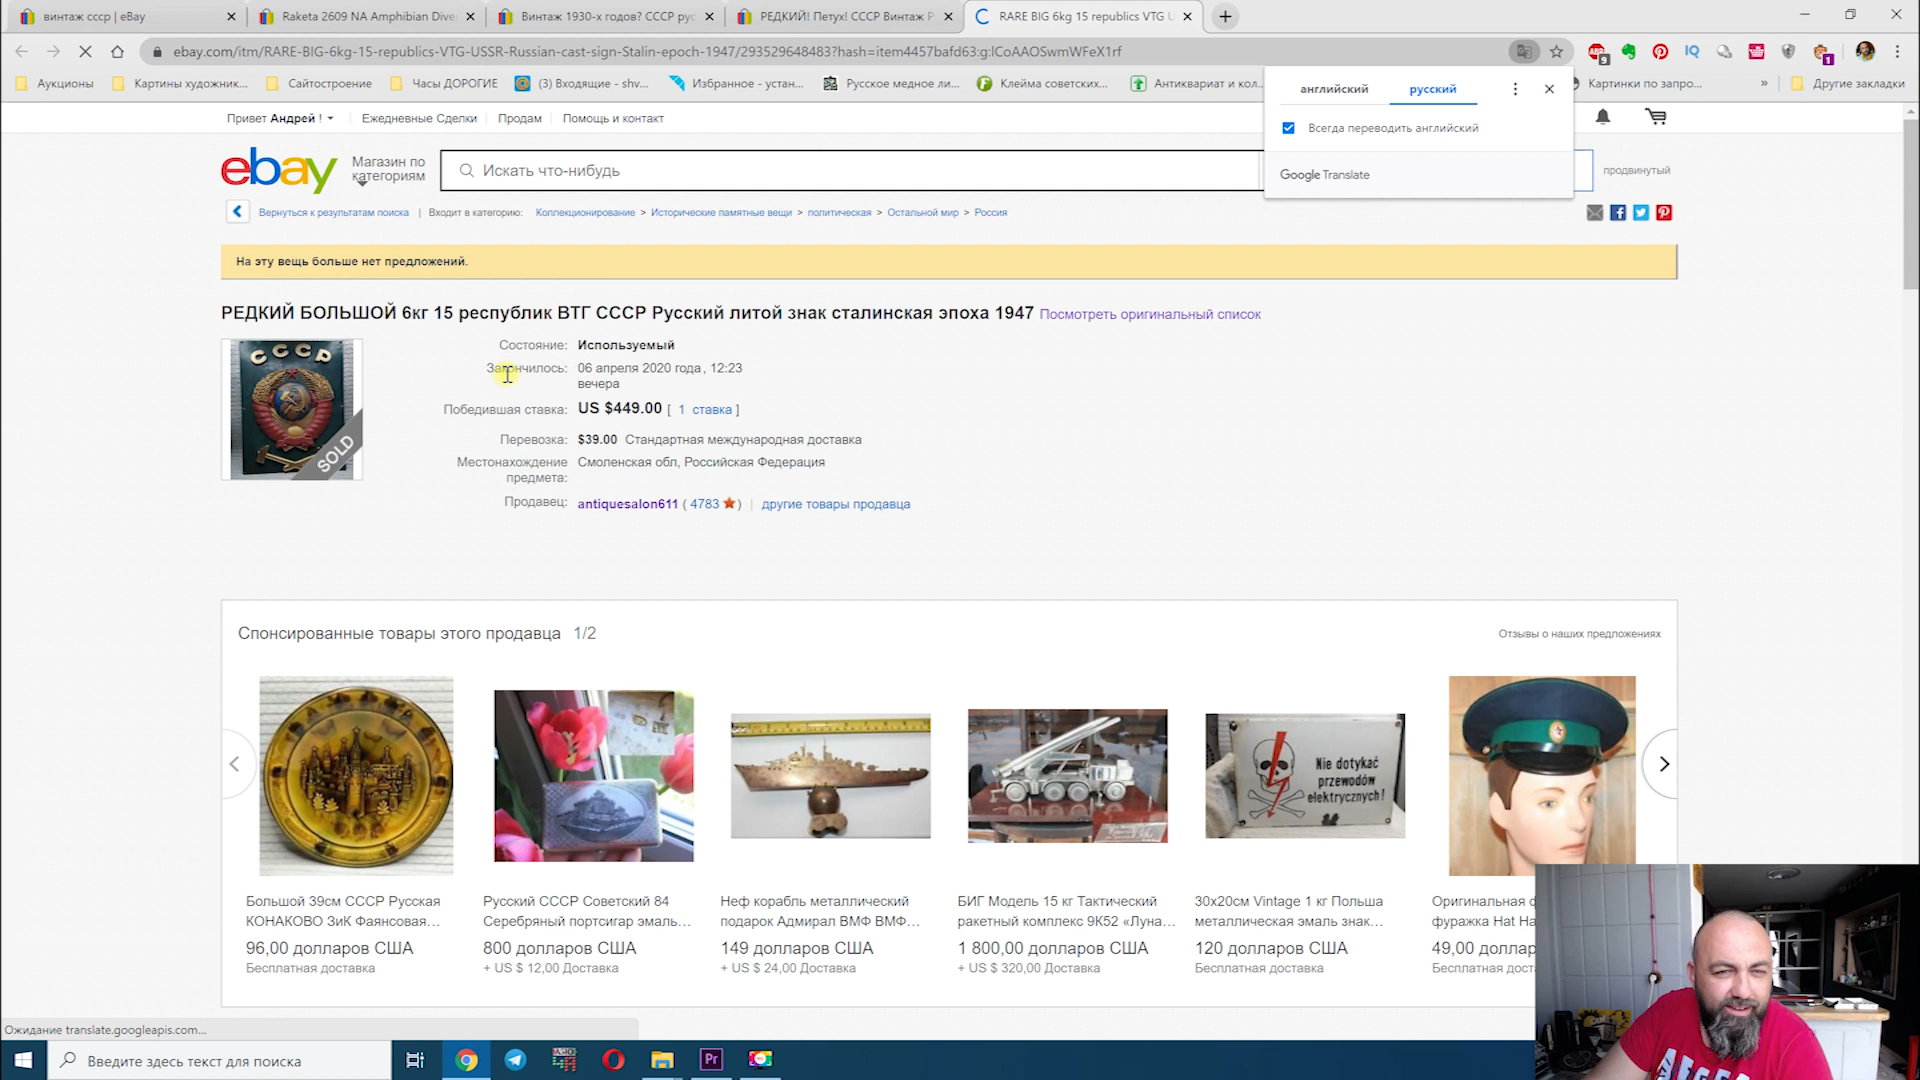 винтаж ссср | eBay
Raketa 2609 NA Amphibian Dive
Винтаж 1930-х годов? СССР рус
РЕДКИЙ! Петух! СССР Винтаж Р
RARE BIG 6kg 15 republics VTG U
ebay.com/itm/RARE-BIG-6kg-15-republics-VTG-USSR-Russian-cast-sign-Stalin-epoch-1947/293529648483?hash=item4457bafd63:g:lCoAAOSwmWFeX1rf
Аукционы
Картины художник...
Сайтостроение
Часы ДОРОГИЕ
(3) Входящие - shv...
Избранное - устан...
Русское медное ли...
Клейма советских...
Антиквариат и кол...
Картинки по запро...
»
Другие закладки
английский
русский
Всегда переводить английский
Google Translate
Привет Андрей !
Ежедневные Сделки
Продам
Помощь и контакт
ebay
Магазин по категориям
Искать что-нибудь
продвинутый
Вернуться к результатам поиска | Входит в категорию: Коллекционирование > Исторические памятные вещи > политическая > Остальной мир > Россия
На эту вещь больше нет предложений.
РЕДКИЙ БОЛЬШОЙ 6кг 15 республик ВТГ СССР Русский литой знак сталинская эпоха 1947 Посмотреть оригинальный список
СССР
SOLD
Состояние: Используемый
Закончилось: 06 апреля 2020 года , 12:23
вечера
Победившая ставка: US $449.00 [ 1 ставка ]
Перевозка: $39.00 Стандартная международная доставка
Местонахождение предмета: Смоленская обл, Российская Федерация
Продавец: antiquesalon611 ( 4783 ) | другие товары продавца
Спонсированные товары этого продавца 1/2
Отзывы о наших предложениях
Nie dotykać
przewodów
elektrycznych!
Большой 39см СССР Русская
КОНАКОВО ЗиК Фаянсовая...
96,00 долларов США
Бесплатная доставка
Русский СССР Советский 84
Серебряный портсигар эмаль...
800 долларов США
+ US $ 12,00 Доставка
Неф корабль металлический
подарок Адмирал ВМФ ВМФ...
149 долларов США
+ US $ 24,00 Доставка
БИГ Модель 15 кг Тактический
ракетный комплекс 9К52 «Луна...
1 800,00 долларов США
+ US $ 320,00 Доставка
30x20см Vintage 1 кг Польша
металлическая эмаль знак...
120 долларов США
Бесплатная доставка
Оригинальная ф
фуражка Hat Ha
49,00 долларов
Бесплатная дост
Ожидание translate.googleapis.com...
Введите здесь текст для поиска
Pr